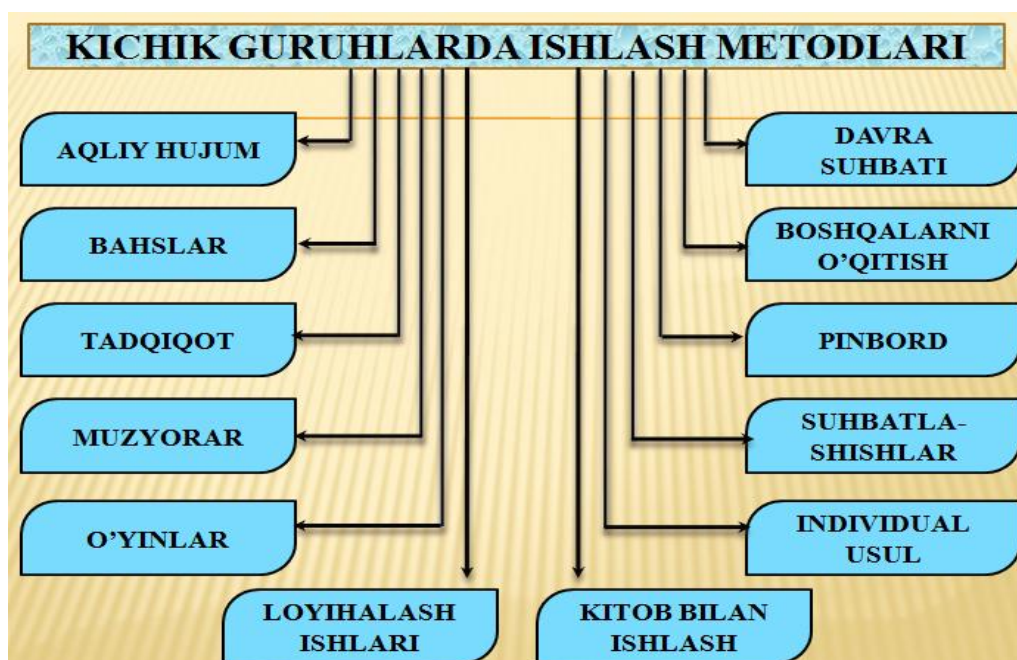 KICHIK GURUHLARDA ISHLASH METODLARI
AQLIY HUJUM
BAHSLAR
TADQIQOT
MUZYORAR
O’YINLAR
LOYIHALASH
ISHLARI
KITOB BILAN
ISHLASH
DAVRA
SUHBATI
BOSHQALARNI
O’QITISH
PINBORD
SUHBATLA-
SHISHLAR
INDIVIDUAL
USUL